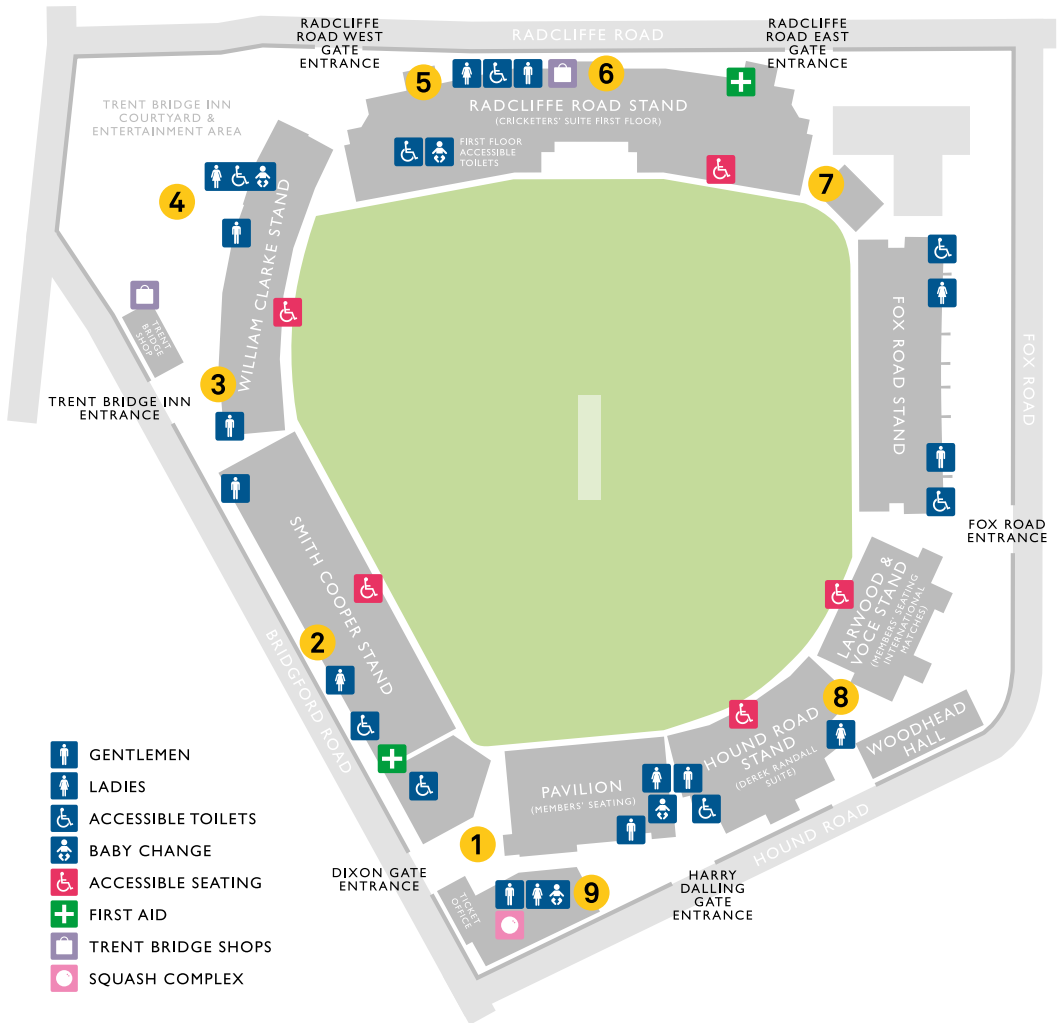 RADCLIFFE
ROAD WEST
GATE
ENTRANCE
RADCLIFFE ROAD
RADCLIFFE
ROAD EAST
GATE
ENTRANCE
5
6
RADCLIFFE ROAD STAND
(CRICKETERS' SUITE FIRST FLOOR)
TRENT BRIDGE INN
COURTYARD &
ENTERTAINMENT AREA
FIRST FLOOR
ACCESSIBLE
TOILETS
4
7
WILLIAM CLARKE STAND
TRENT
BRIDGE
SHOP
3
TRENT BRIDGE INN
ENTRANCE
FOX ROAD STAND
FOX ROAD
FOX ROAD
ENTRANCE
SMITH COOPER STAND
2
BRIDGFORD ROAD
LARWOOD &
VOCE STAND
(MEMBERS' SEATING
INTERNATIONAL
MATCHES)
8
WOODHEAD
HALL
HOUND ROAD
STAND
(DEREK RANDALL
SUITE)
PAVILION
(MEMBERS' SEATING)
HOUND ROAD
1
DIXON GATE
ENTRANCE
HARRY
DALLING
GATE
ENTRANCE
TICKET
OFFICE
9
GENTLEMEN
LADIES
ACCESSIBLE TOILETS
BABY CHANGE
ACCESSIBLE SEATING
FIRST AID
TRENT BRIDGE SHOPS
SQUASH COMPLEX